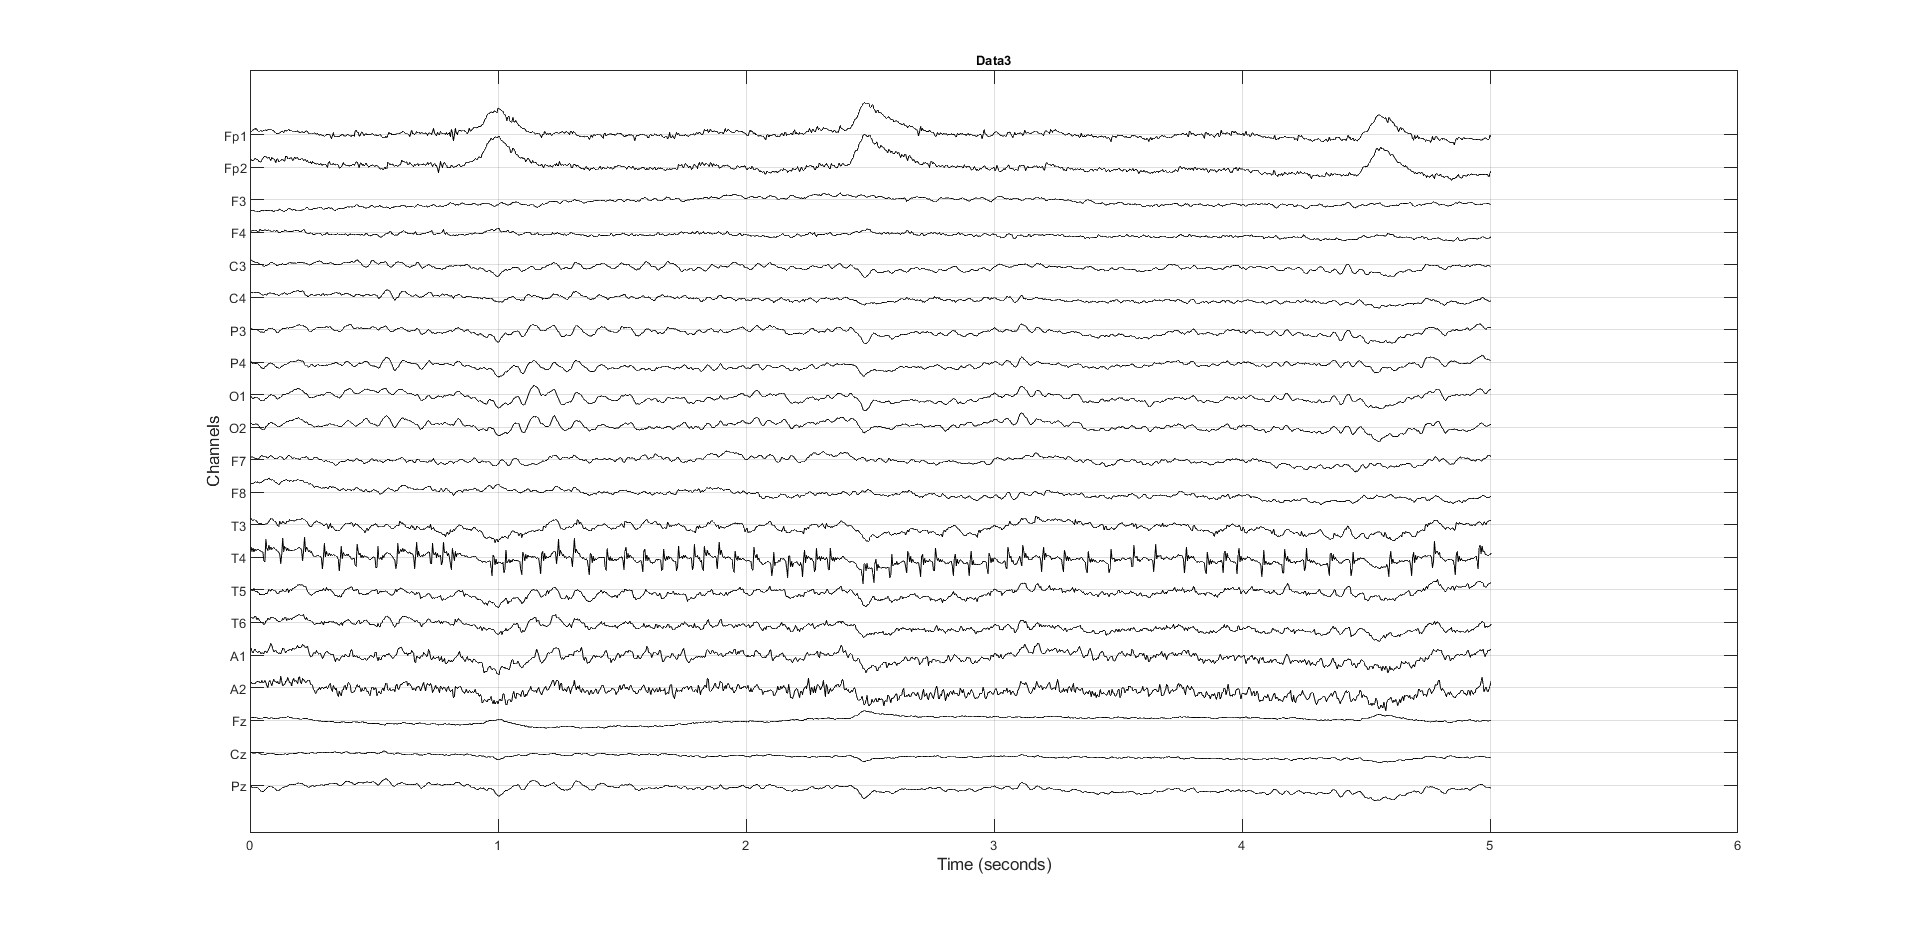 Data3
Fp1
Fp2
F3
F4
C3
C4
P3
P4
O1
O2
F7
F8
T3
T4
T5
T6
A1
A2
Fz
Cz
Pz
Channels
0 1 2 3 4 5 6
Time (seconds)